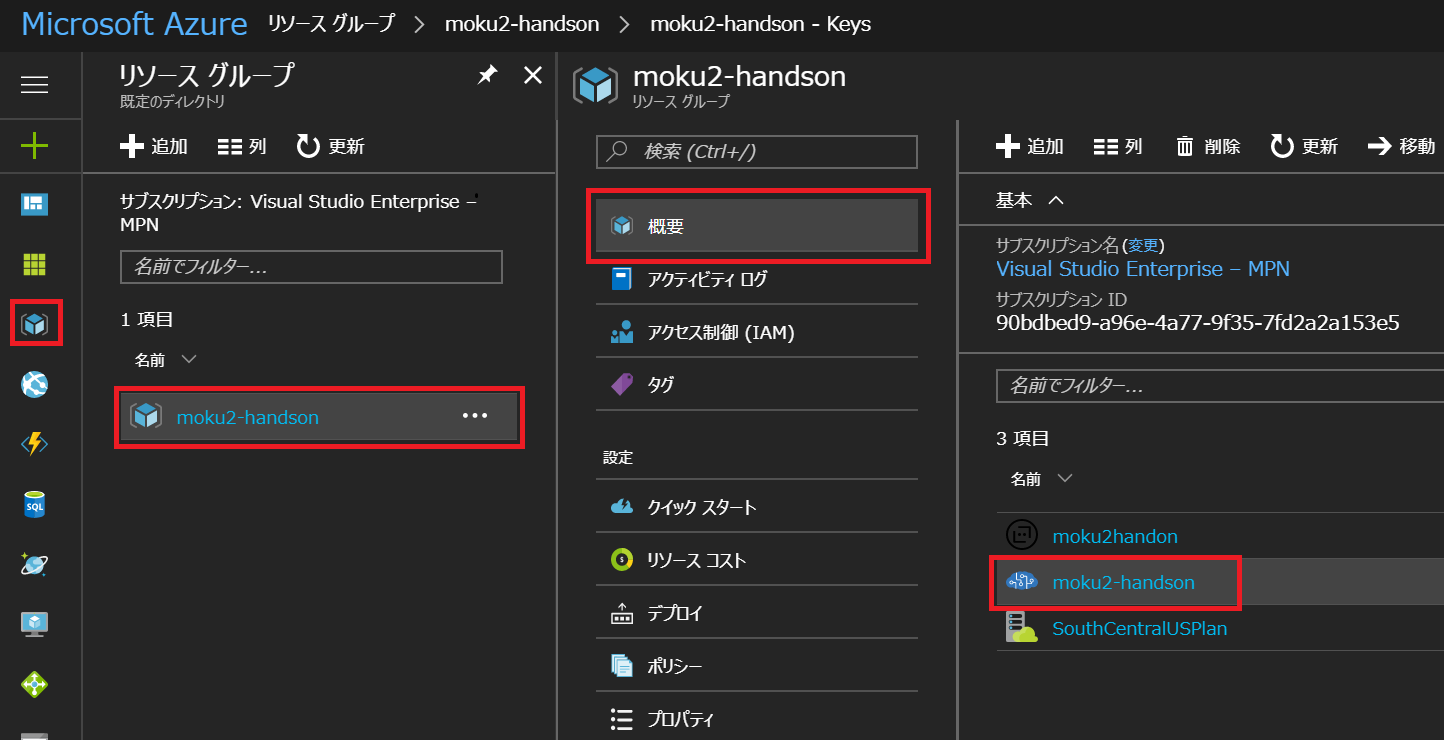 Microsoft Azure リソース グループ > moku2-handson > moku2-handson - Keys
リソース グループ
既定のディレクトリ
追加 列 更新
サブスクリプション: Visual Studio Enterprise –
MPN
名前でフィルター...
1 項目
名前
moku2-handson ...
moku2-handson
リソース グループ
検索 (Ctrl+/)
概要
アクティビティ ログ
アクセス制御 (IAM)
タグ
設定
クイック スタート
リソース コスト
デプロイ
ポリシー
プロパティ
追加 列 削除 更新 移動
基本
サブスクリプション名 (変更)
Visual Studio Enterprise – MPN
サブスクリプション ID
90bdbed9-a96e-4a77-9f35-7fd2a2a153e5
名前でフィルター...
3 項目
名前
moku2handon
moku2-handson
SouthCentralUSPlan
SQL